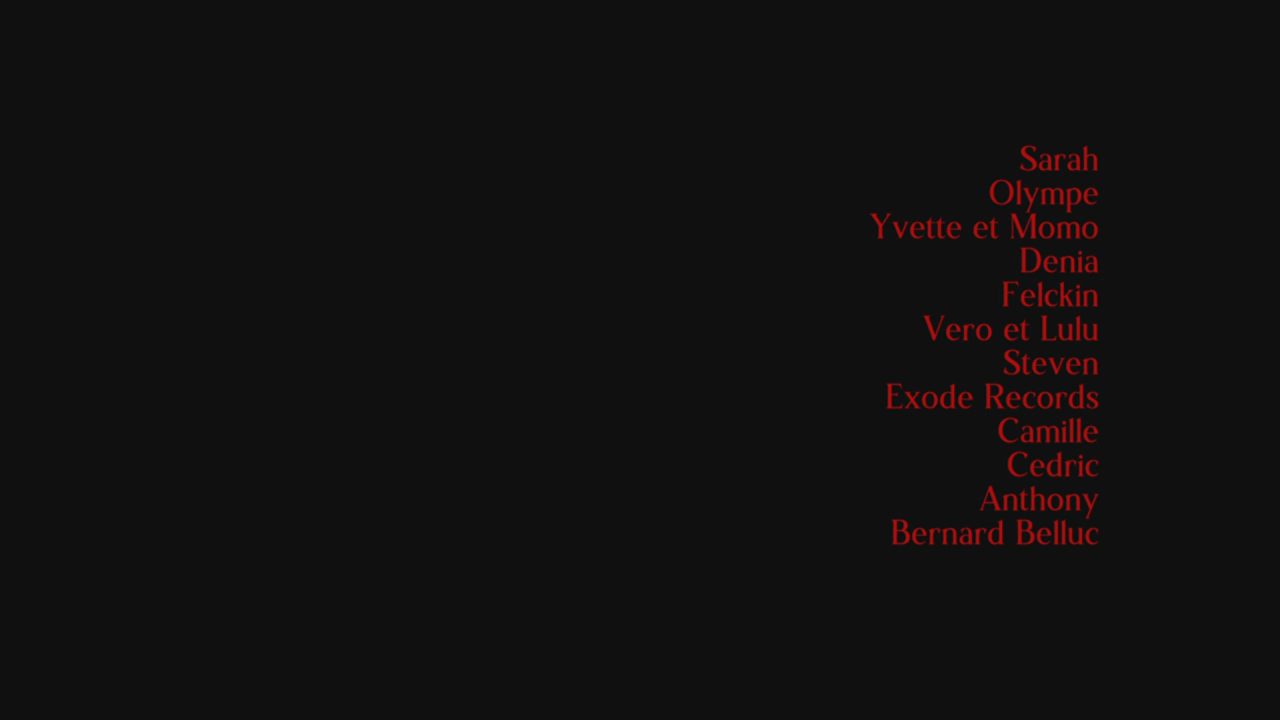 Sarah
Olympe
Yvette et Momo
Denia
Felckin
Vero et Lulu
Steven
Exode Records
Camille
Cedric
Anthony
Bernard Belluc